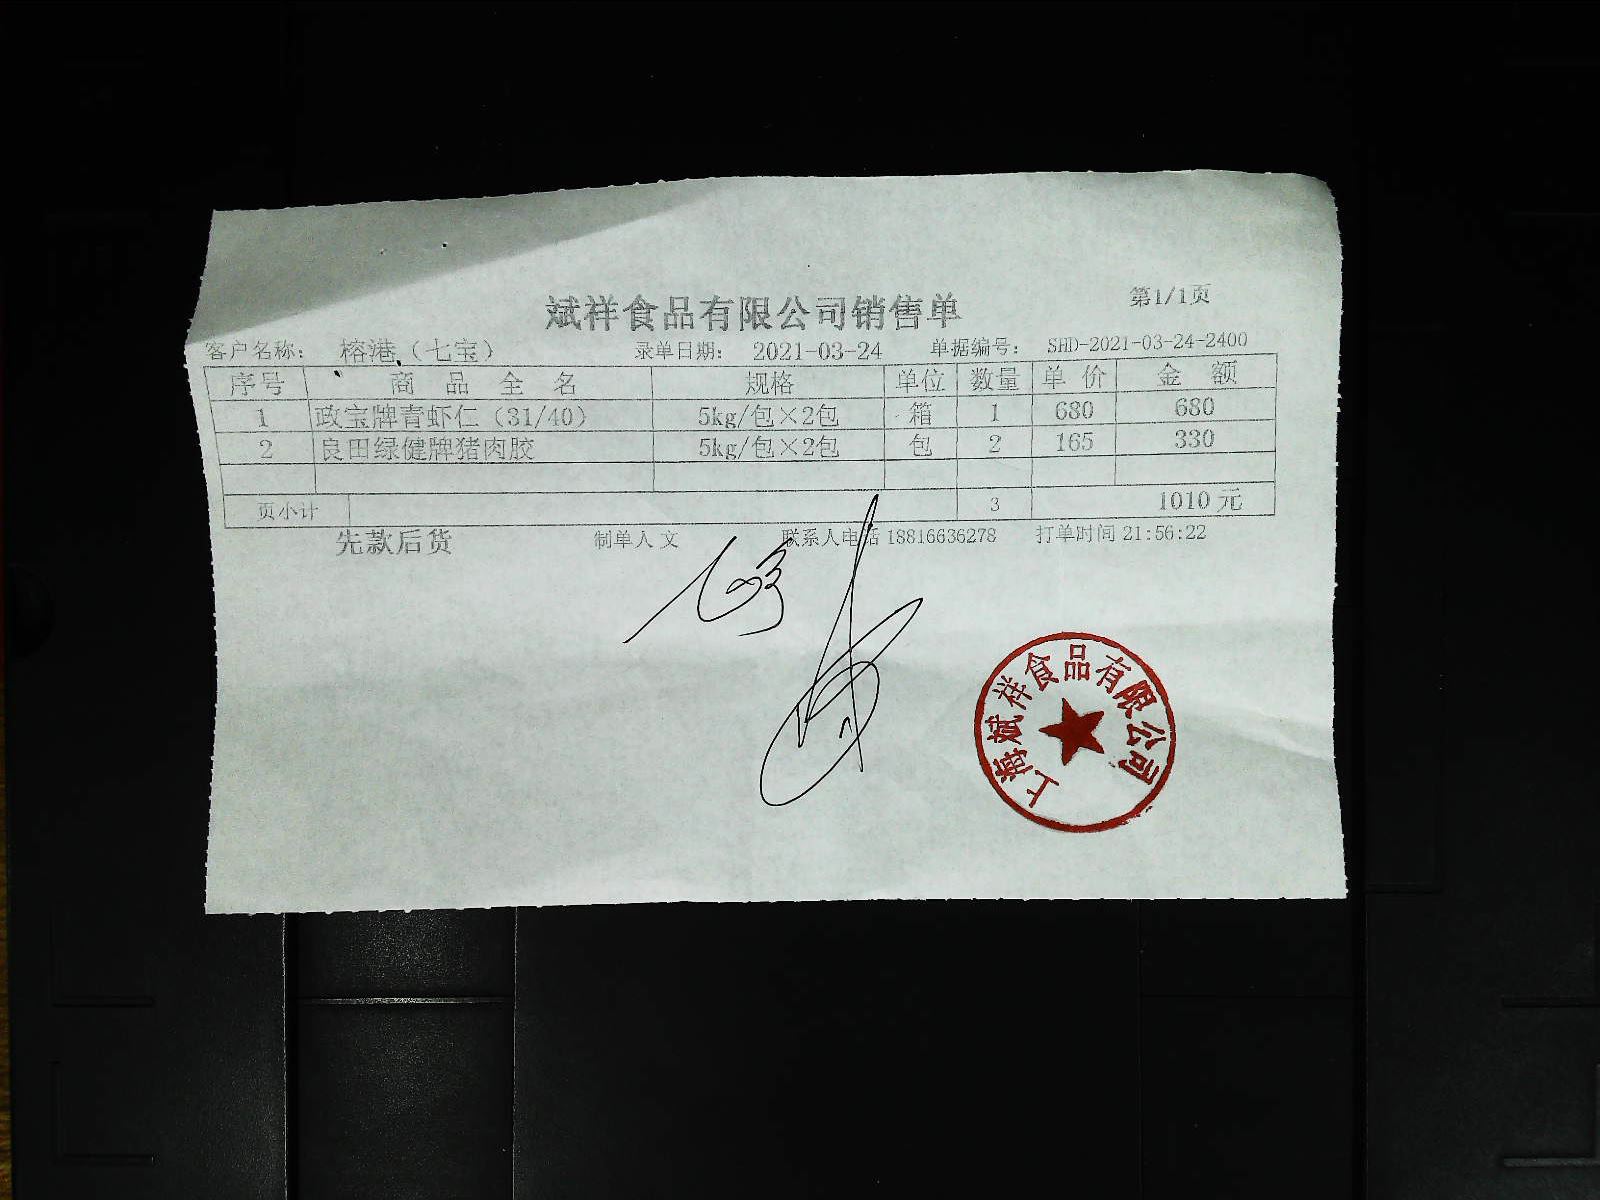 斌祥食品有限公司销售单
第1/1页
客户名称： 榕港（七宝） 录单日期： 2021-03-24 单据编号： SHD-2021-03-24-2400
序号 商品全名 规格 单位 数量 单价 金额
1 政宝牌青虾仁（31/40） 5kg/包×2包 箱 1 680 680
2 良田绿健牌猪肉胶 5kg/包×2包 包 2 165 330
页小计 3 1010元
先款后货 制单人 文 联系人电话 18816636278 打单时间 21:56:22
上海斌祥食品有限公司